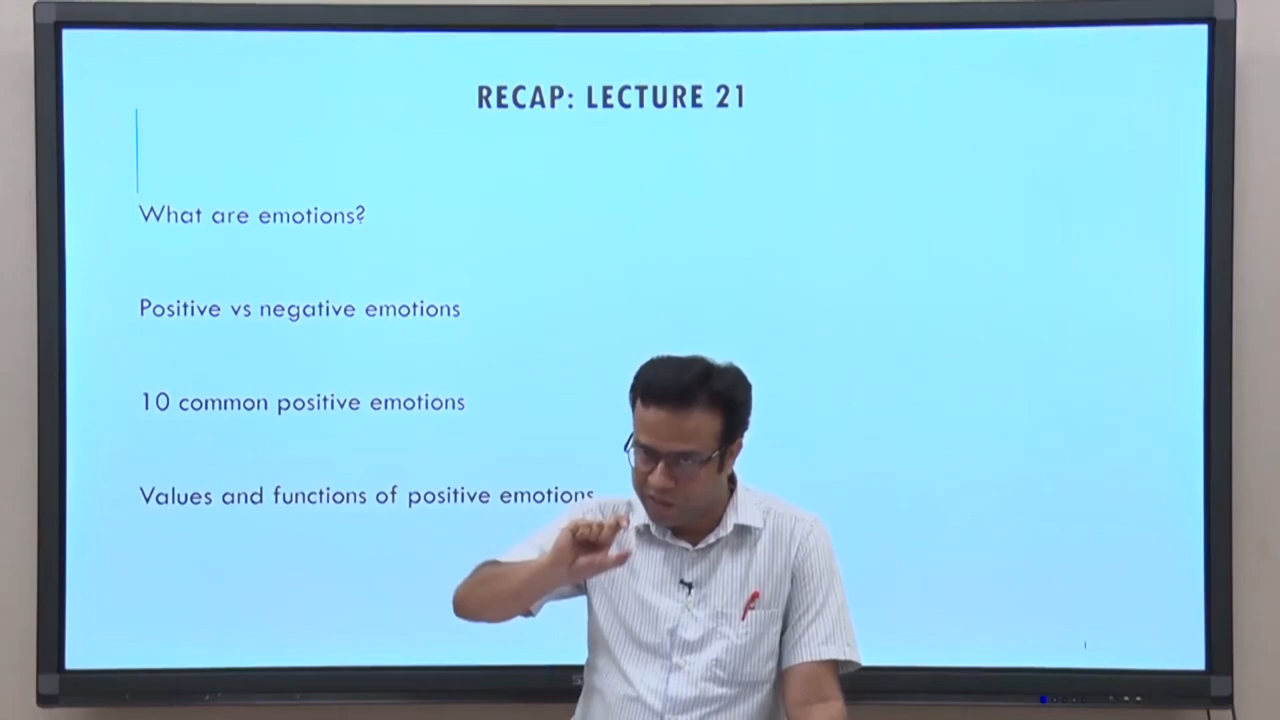 RECAP: LECTURE 21
What are emotions?
Positive vs negative emotions
10 common positive emotions
Values and functions of positive emotions